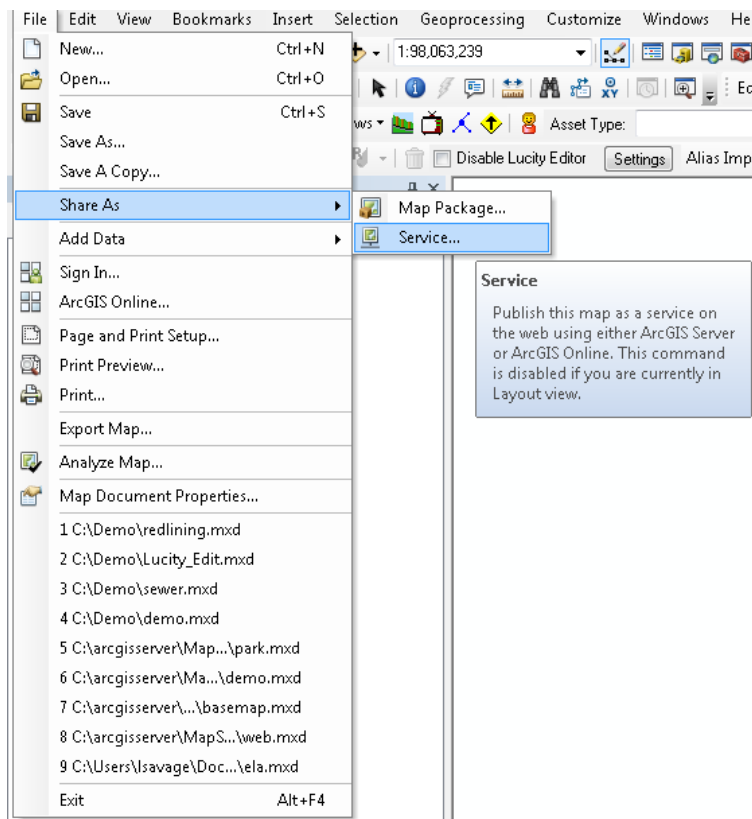 File Edit View Bookmarks Insert Selection Geoprocessing Customize Windows He
New... Ctrl+N
1:98,063,239
Open... Ctrl+O
XY
Ec
Save Ctrl+S
ws
Asset Type:
Save As...
Disable Lucity Editor Settings Alias Imp
Save A Copy...
Share As
Map Package...
Service...
Add Data
Sign In...
ArcGIS Online...
Page and Print Setup...
Print Preview...
Print...
Export Map...
Analyze Map...
Map Document Properties...
1 C:\Demo\redlining.mxd
2 C:\Demo\Lucity_Edit.mxd
3 C:\Demo\sewer.mxd
4 C:\Demo\demo.mxd
5 C:\arcgisserver\Map...\park.mxd
6 C:\arcgisserver\Ma...\demo.mxd
7 C:\arcgisserver\...\basemap.mxd
8 C:\arcgisserver\MapS...\web.mxd
9 C:\Users\lsavage\Doc...\ela.mxd
Exit Alt+F4
Service
Publish this map as a service on
the web using either ArcGIS Server
or ArcGIS Online. This command
is disabled if you are currently in
Layout view.